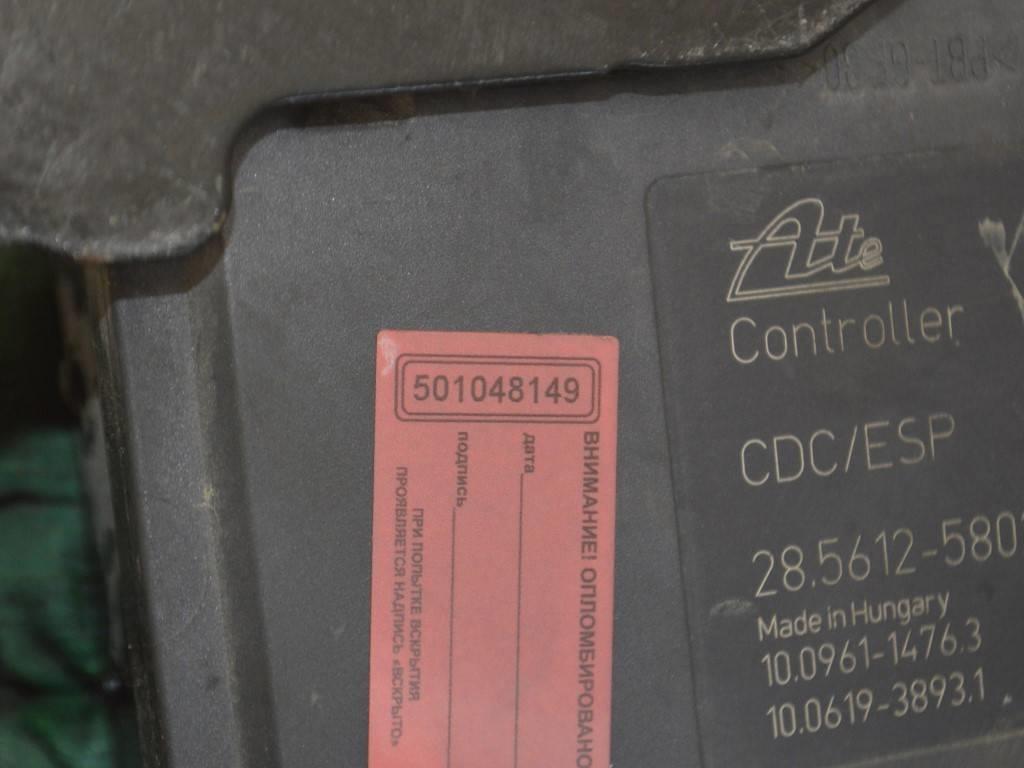 Ate
Controller
CDC/ESP
28.5612-580
Made in Hungary
10.0961-1476.3
10.0619-3893.1
501048149
ВНИМАНИЕ! ОПЛОМБИРОВАНО
дата
подпись
ПРИ ПОПЫТКЕ ВСКРЫТИЯ
ПРОЯВЛЯЕТСЯ НАДПИСЬ «ВСКРЫТО»